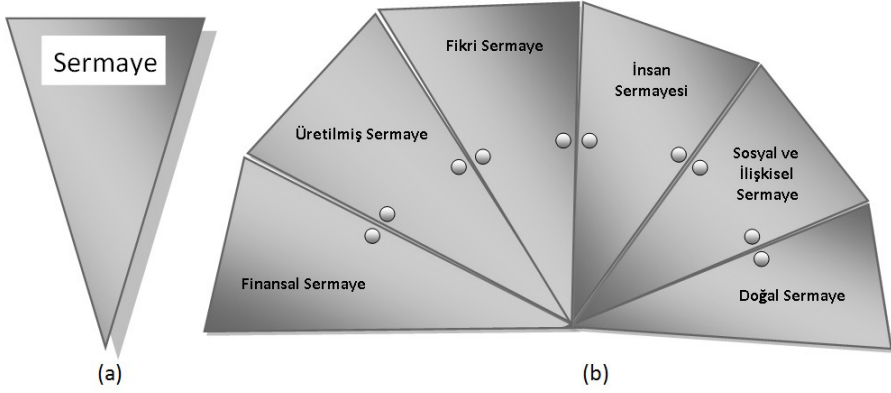 Sermaye
(a)
Finansal Sermaye
Üretilmiş Sermaye
Fikri Sermaye
İnsan
Sermayesi
Sosyal ve
İlişkisel
Sermaye
Doğal Sermaye
(b)